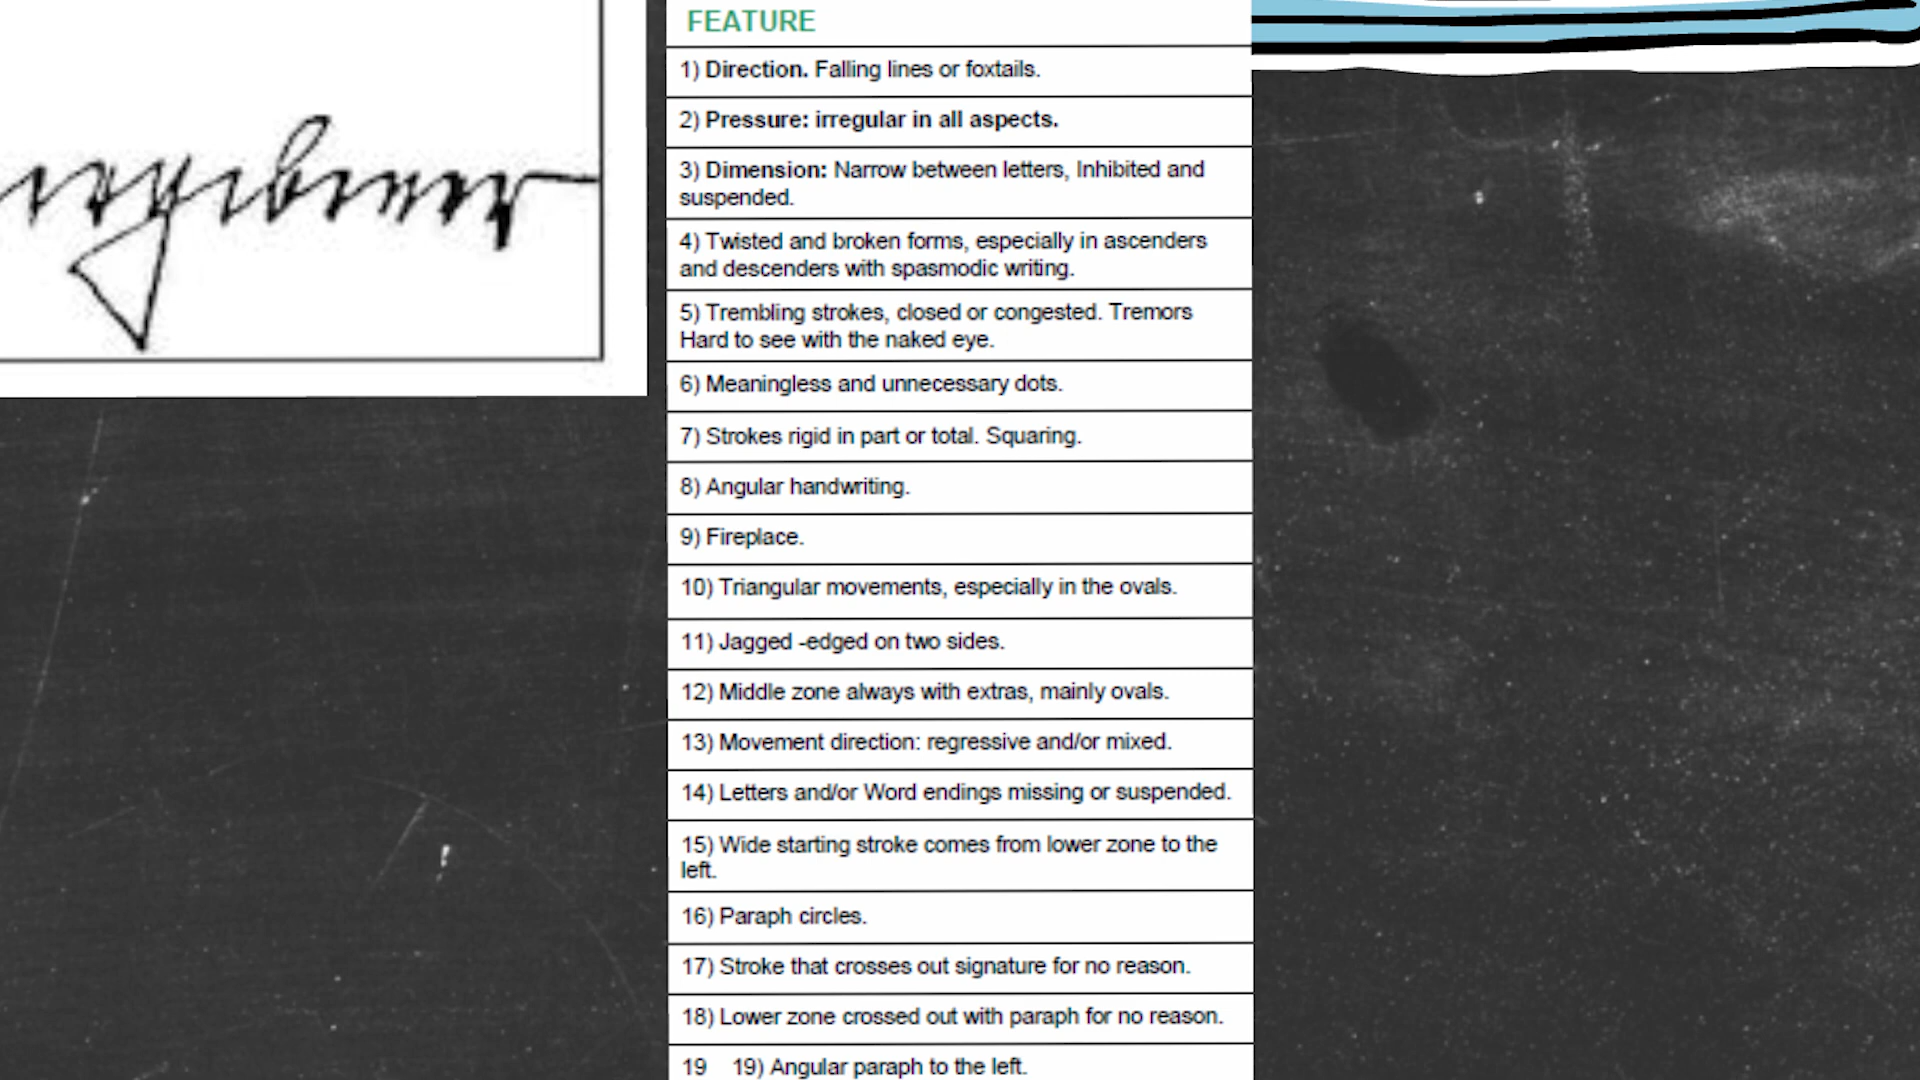 FEATURE
1) Direction. Falling lines or foxtails.
2) Pressure: irregular in all aspects.
3) Dimension: Narrow between letters, Inhibited and
suspended.
4) Twisted and broken forms, especially in ascenders
and descenders with spasmodic writing.
5) Trembling strokes, closed or congested. Tremors
Hard to see with the naked eye.
6) Meaningless and unnecessary dots.
7) Strokes rigid in part or total. Squaring.
8) Angular handwriting.
9) Fireplace.
10) Triangular movements, especially in the ovals.
11) Jagged -edged on two sides.
12) Middle zone always with extras, mainly ovals.
13) Movement direction: regressive and/or mixed.
14) Letters and/or Word endings missing or suspended.
15) Wide starting stroke comes from lower zone to the
left.
16) Paraph circles.
17) Stroke that crosses out signature for no reason.
18) Lower zone crossed out with paraph for no reason.
19 19) Angular paraph to the left.